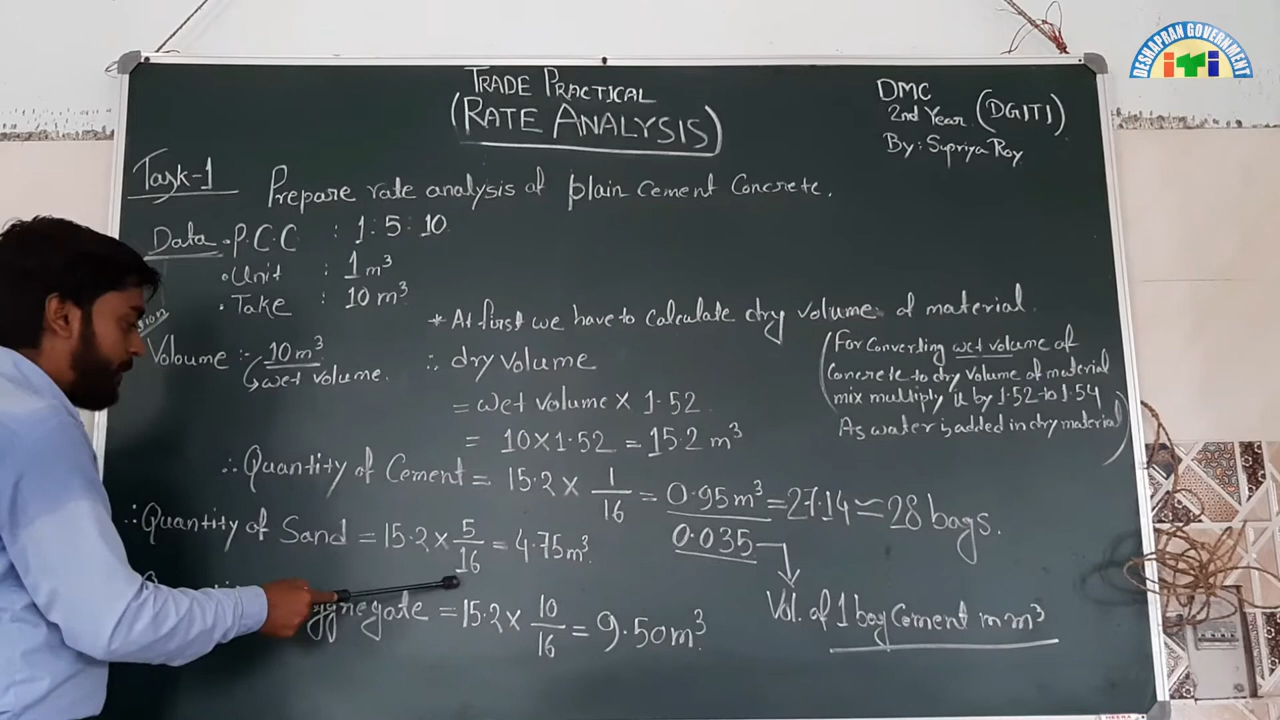 DESHAPRAN GOVERNMENT
iTi
TRADE PRACTICAL
(RATE ANALYSIS)
DMC
2nd Year (DGITI)
By: Supriya Roy
Task-1 Prepare rate analysis of plain cement Concrete.
Data • P.C.C : 1:5:10
• Unit : 1 m³
• Take : 10 m³
* At first we have to calculate dry volume of material.
Voloume :- 10 m³
↳ wet volume.
∴ dry volume
= wet volume × 1.52
= 10 × 1.52 = 15.2 m³
(For Converting wet volume of
Concrete to dry volume of material
mix multiply it by 1.52 to 1.54
As water is added in dry material)
∴ Quantity of Cement = 15.2 × 1/16 = 0.95 m³/0.035 = 27.14 ≈ 28 bags.
∴ Quantity of Sand = 15.2 × 5/16 = 4.75 m³.
Vol. of 1 bag Cement in m³
= 15.2 × 10/16 = 9.50 m³.
NEERA